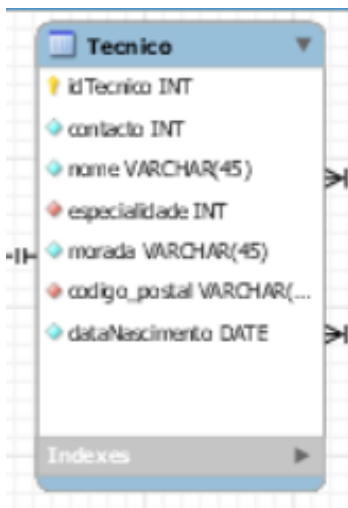 Tecnico
idTecnico INT
contacto INT
nome VARCHAR(45)
especialidade INT
morada VARCHAR(45)
codigo_postal VARCHAR(...
dataNascimento DATE
Indexes